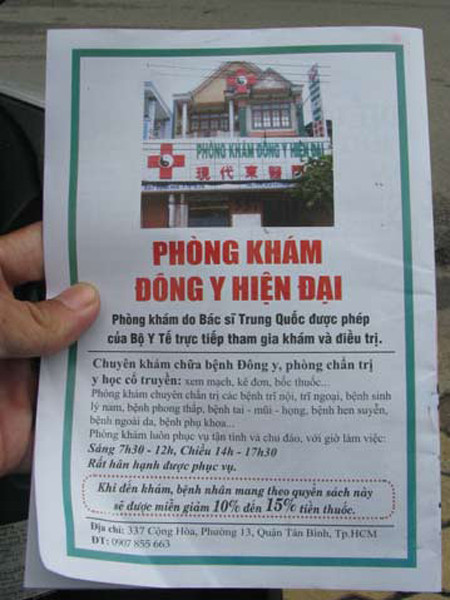 PHÒNG KHÁM ĐÔNG Y HIỆN ĐẠI
現代東醫
PHÒNG KHÁM
ĐÔNG Y HIỆN ĐẠI
Phòng khám do Bác sĩ Trung Quốc được phép
của Bộ Y Tế trực tiếp tham gia khám và điều trị.
Chuyên khám chữa bệnh Đông y, phòng chẩn trị
y học cổ truyền: xem mạch, kê đơn, bốc thuốc...
Phòng khám chuyên chẩn trị các bệnh trĩ nội, trĩ ngoại, bệnh sinh
lý nam, bệnh phong thấp, bệnh tai - mũi - họng, bệnh hen suyễn,
bệnh ngoài da, bệnh phụ khoa...
Phòng khám luôn phục vụ tận tình và chu đáo, với giờ làm việc:
Sáng 7h30 - 12h, Chiều 14h - 17h30
Rất hân hạnh được phục vụ.
Khi đến khám, bệnh nhân mang theo quyển sách này
sẽ được miễn giảm 10% đến 15% tiền thuốc.
Địa chỉ: 337 Cộng Hòa, Phường 13, Quận Tân Bình, Tp.HCM
ĐT: 0907 855 663